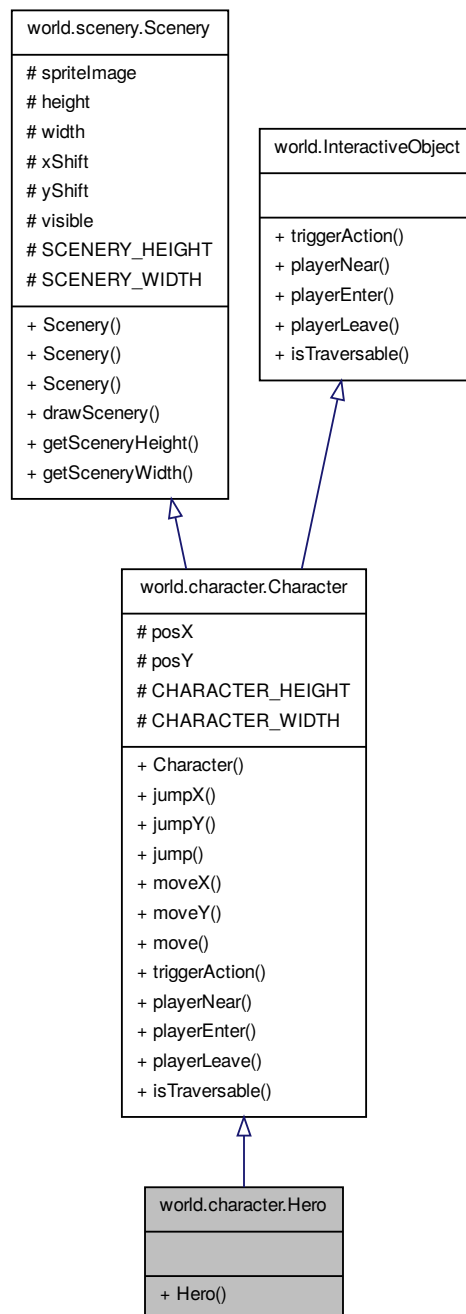 world.scenery.Scenery
# spriteImage
# height
# width
# xShift
# yShift
# visible
# SCENERY_HEIGHT
# SCENERY_WIDTH
+ Scenery()
+ Scenery()
+ Scenery()
+ drawScenery()
+ getSceneryHeight()
+ getSceneryWidth()
world.InteractiveObject
+ triggerAction()
+ playerNear()
+ playerEnter()
+ playerLeave()
+ isTraversable()
world.character.Character
# posX
# posY
# CHARACTER_HEIGHT
# CHARACTER_WIDTH
+ Character()
+ jumpX()
+ jumpY()
+ jump()
+ moveX()
+ moveY()
+ move()
+ triggerAction()
+ playerNear()
+ playerEnter()
+ playerLeave()
+ isTraversable()
world.character.Hero
+ Hero()